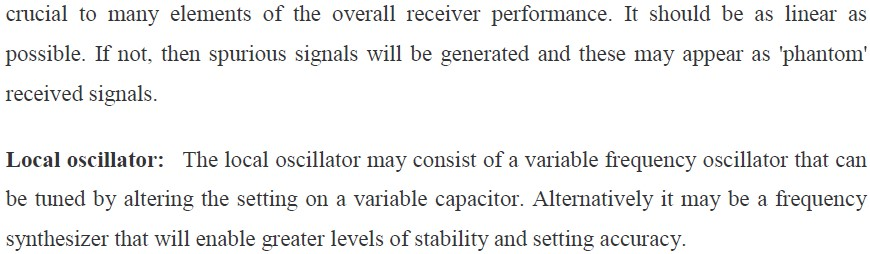 crucial to many elements of the overall receiver performance. It should be as linear as
possible. If not, then spurious signals will be generated and these may appear as 'phantom'
received signals.
Local oscillator: The local oscillator may consist of a variable frequency oscillator that can
be tuned by altering the setting on a variable capacitor. Alternatively it may be a frequency
synthesizer that will enable greater levels of stability and setting accuracy.